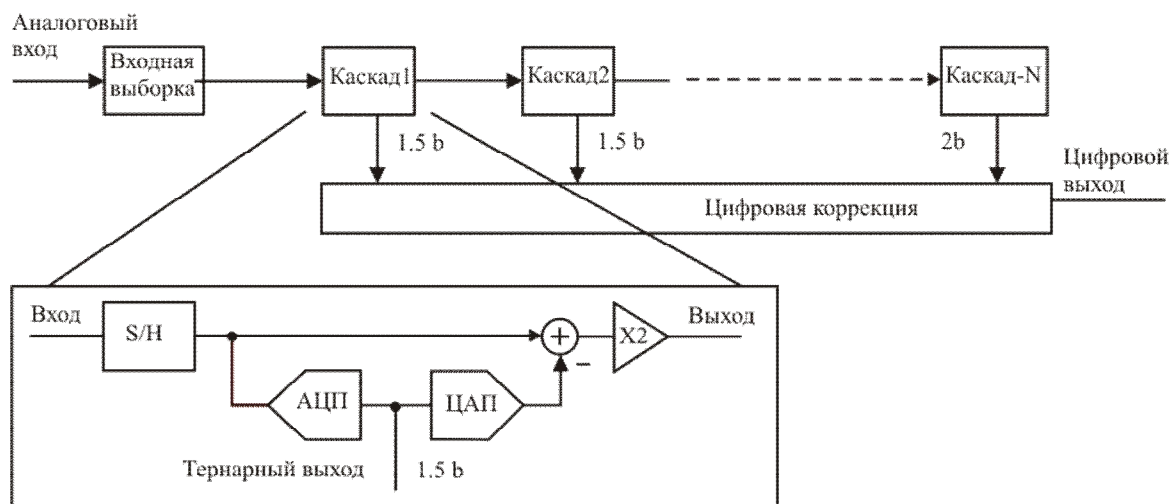 Аналоговый
вход
Входная
выборка
Каскад1
Каскад2
Каскад-N
1.5 b
1.5 b
2b
Цифровой
выход
Цифровая коррекция
Вход
S/H
+
−
X2
Выход
АЦП
ЦАП
Тернарный выход
1.5 b